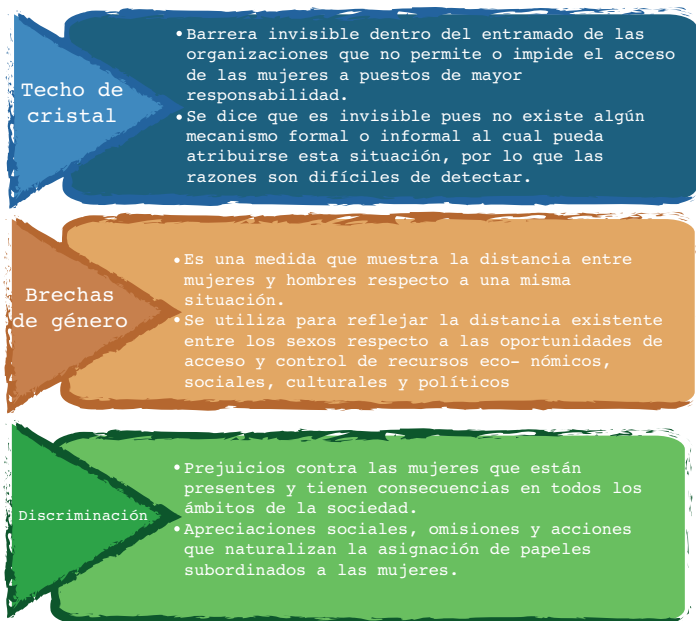 Techo de
cristal
•Barrera invisible dentro del entramado de las
organizaciones que no permite o impide el acceso
de las mujeres a puestos de mayor
responsabilidad.
•Se dice que es invisible pues no existe algún
mecanismo formal o informal al cual pueda
atribuirse esta situación, por lo que las
razones son difíciles de detectar.
Brechas
de género
•Es una medida que muestra la distancia entre
mujeres y hombres respecto a una misma
situación.
•Se utiliza para reflejar la distancia existente
entre los sexos respecto a las oportunidades de
acceso y control de recursos eco- nómicos,
sociales, culturales y políticos
Discriminación
•Prejuicios contra las mujeres que están
presentes y tienen consecuencias en todos los
ámbitos de la sociedad.
•Apreciaciones sociales, omisiones y acciones
que naturalizan la asignación de papeles
subordinados a las mujeres.